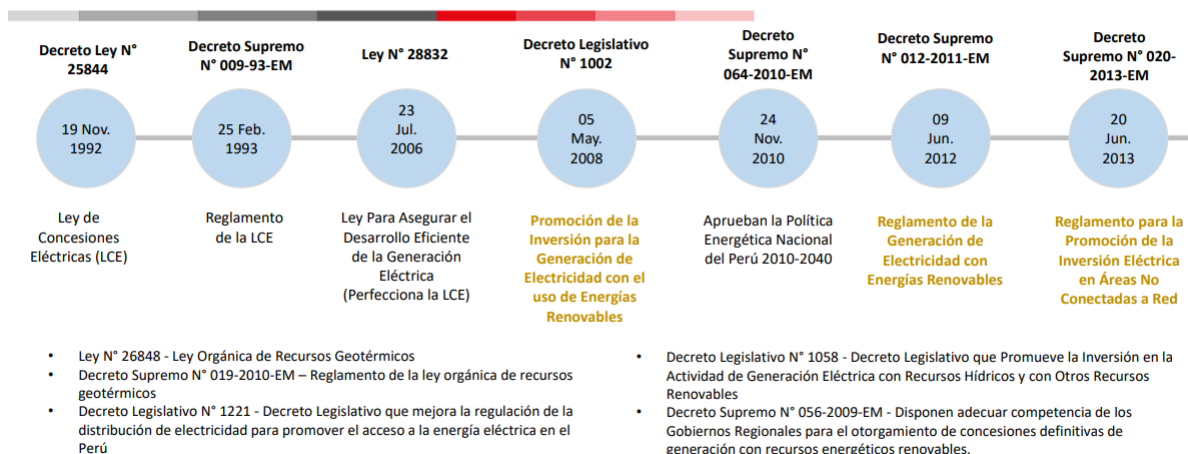 Decreto Ley N°
25844
19 Nov.
1992
Ley de
Concesiones
Eléctricas (LCE)
Decreto Supremo
N° 009-93-EM
25 Feb.
1993
Reglamento
de la LCE
Ley N° 28832
23
Jul.
2006
Ley Para Asegurar el
Desarrollo Eficiente
de la Generación
Eléctrica
(Perfecciona la LCE)
Decreto Legislativo
N° 1002
05
May.
2008
Promoción de la
Inversión para la
Generación de
Electricidad con el
uso de Energías
Renovables
Decreto
Supremo N°
064-2010-EM
24
Nov.
2010
Aprueban la Política
Energética Nacional
del Perú 2010-2040
Decreto Supremo
N° 012-2011-EM
09
Jun.
2012
Reglamento de la
Generación de
Electricidad con
Energías Renovables
Decreto
Supremo N° 020-
2013-EM
20
Jun.
2013
Reglamento para la
Promoción de la
Inversión Eléctrica
en Áreas No
Conectadas a Red
• Ley N° 26848 - Ley Orgánica de Recursos Geotérmicos
• Decreto Supremo N° 019-2010-EM – Reglamento de la ley orgánica de recursos
geotérmicos
• Decreto Legislativo N° 1221 - Decreto Legislativo que mejora la regulación de la
distribución de electricidad para promover el acceso a la energía eléctrica en el
Perú
• Decreto Legislativo N° 1058 - Decreto Legislativo que Promueve la Inversión en la
Actividad de Generación Eléctrica con Recursos Hídricos y con Otros Recursos
Renovables
• Decreto Supremo N° 056-2009-EM - Disponen adecuar competencia de los
Gobiernos Regionales para el otorgamiento de concesiones definitivas de
generación con recursos energéticos renovables.